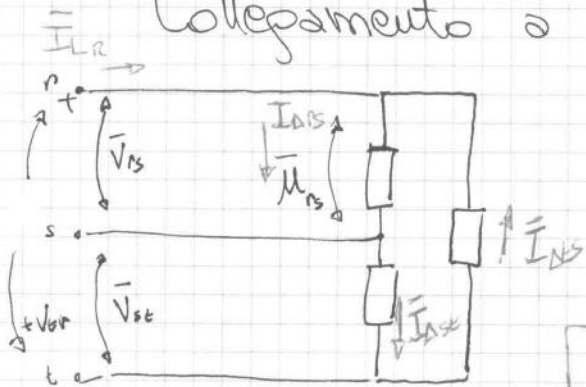 Collegamento a
I̅LR
r
+
V̅rs
IΔrs
μ̅rs
s
I̅Δts
+Vtr
V̅st
I̅Δst
t